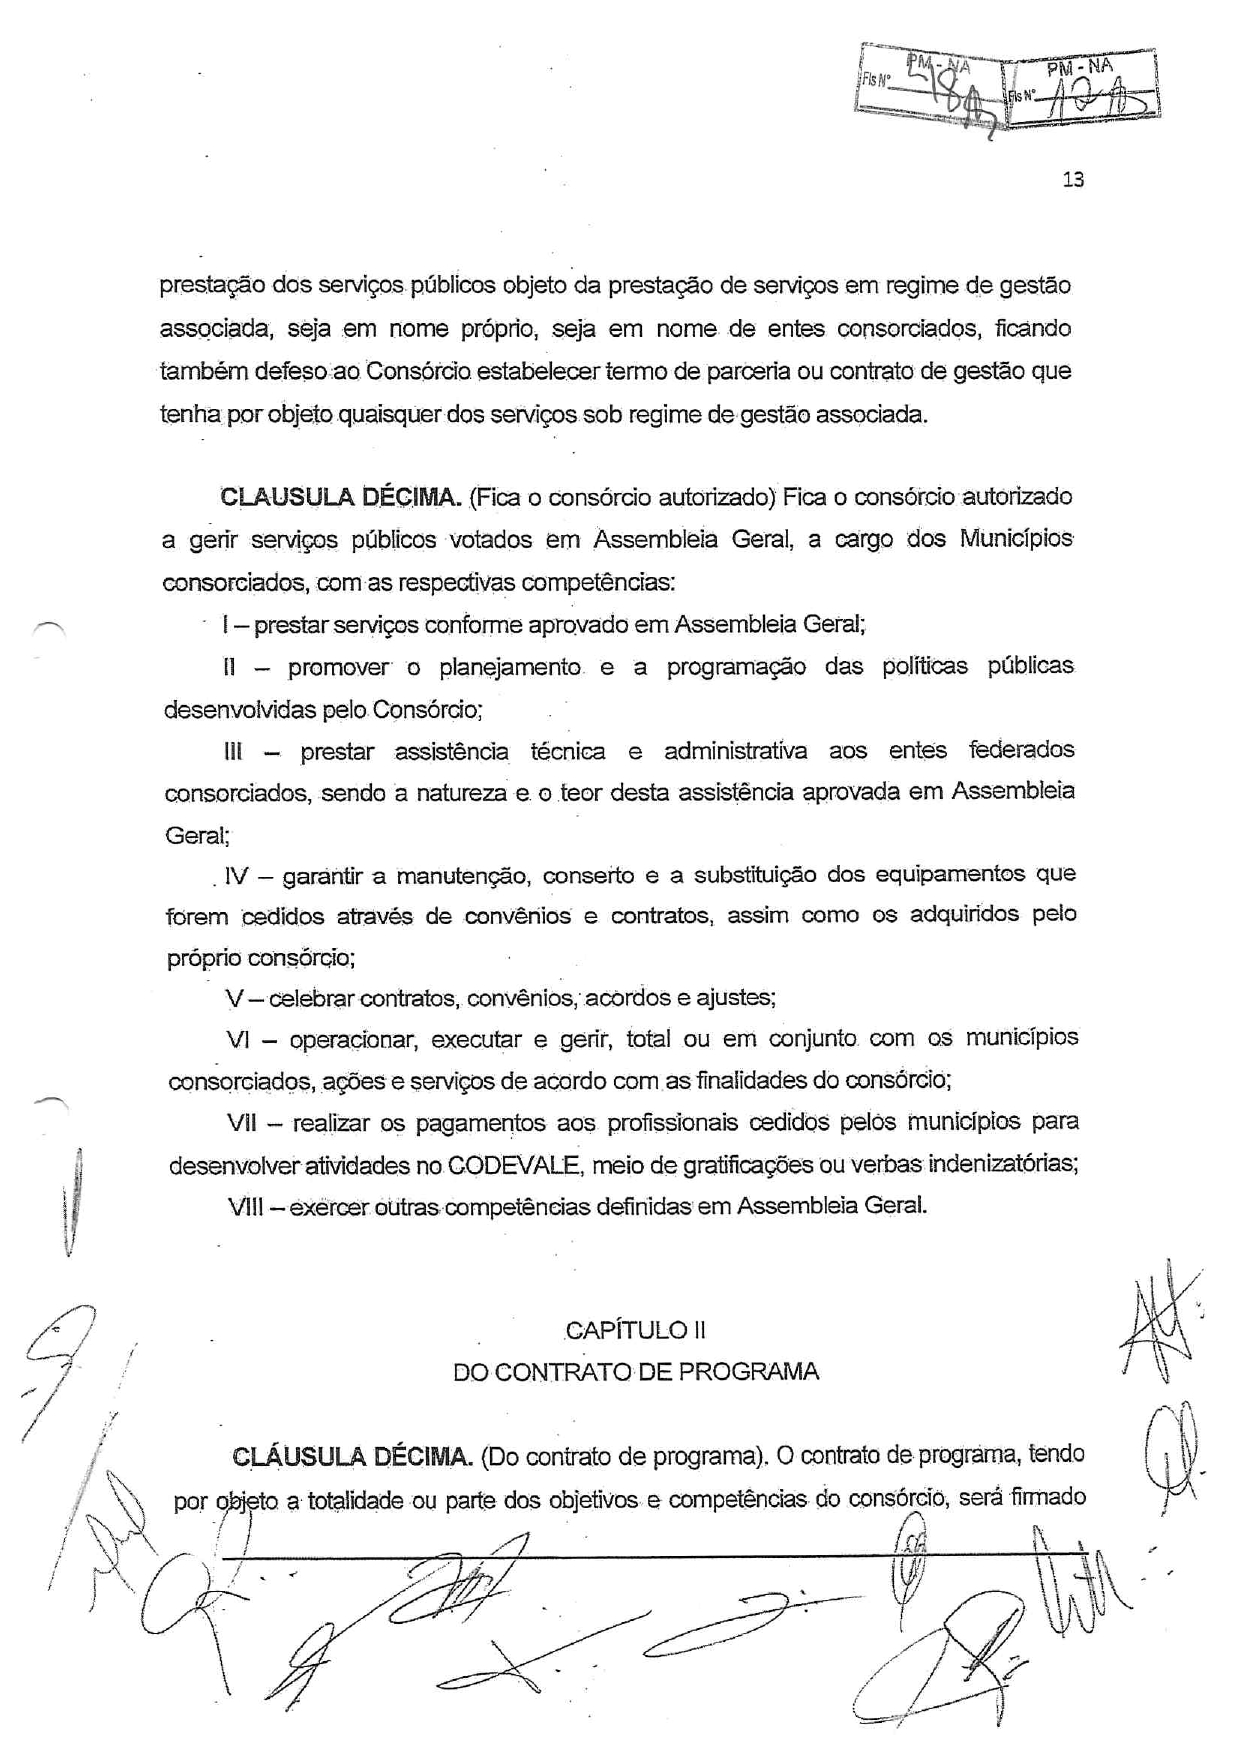 PM - NA
Fls Nº
PM - NA
Fls Nº
13
prestação dos serviços públicos objeto da prestação de serviços em regime de gestão
associada, seja em nome próprio, seja em nome de entes consorciados, ficando
também defeso ao Consórcio estabelecer termo de parceria ou contrato de gestão que
tenha por objeto quaisquer dos serviços sob regime de gestão associada.
CLAUSULA DÉCIMA. (Fica o consórcio autorizado) Fica o consórcio autorizado
a gerir serviços públicos votados em Assembleia Geral, a cargo dos Municípios
consorciados, com as respectivas competências:
I – prestar serviços conforme aprovado em Assembleia Geral;
II – promover o planejamento e a programação das políticas públicas
desenvolvidas pelo Consórcio;
III – prestar assistência técnica e administrativa aos entes federados
consorciados, sendo a natureza e o teor desta assistência aprovada em Assembleia
Geral;
IV – garantir a manutenção, conserto e a substituição dos equipamentos que
forem cedidos através de convênios e contratos, assim como os adquiridos pelo
próprio consórcio;
V – celebrar contratos, convênios, acordos e ajustes;
VI – operacionar, executar e gerir, total ou em conjunto com os municípios
consorciados, ações e serviços de acordo com as finalidades do consórcio;
VII – realizar os pagamentos aos profissionais cedidos pelos municípios para
desenvolver atividades no CODEVALE, meio de gratificações ou verbas indenizatórias;
VIII – exercer outras competências definidas em Assembleia Geral.
CAPÍTULO II
DO CONTRATO DE PROGRAMA
CLÁUSULA DÉCIMA. (Do contrato de programa). O contrato de programa, tendo
por objeto a totalidade ou parte dos objetivos e competências do consórcio, será firmado